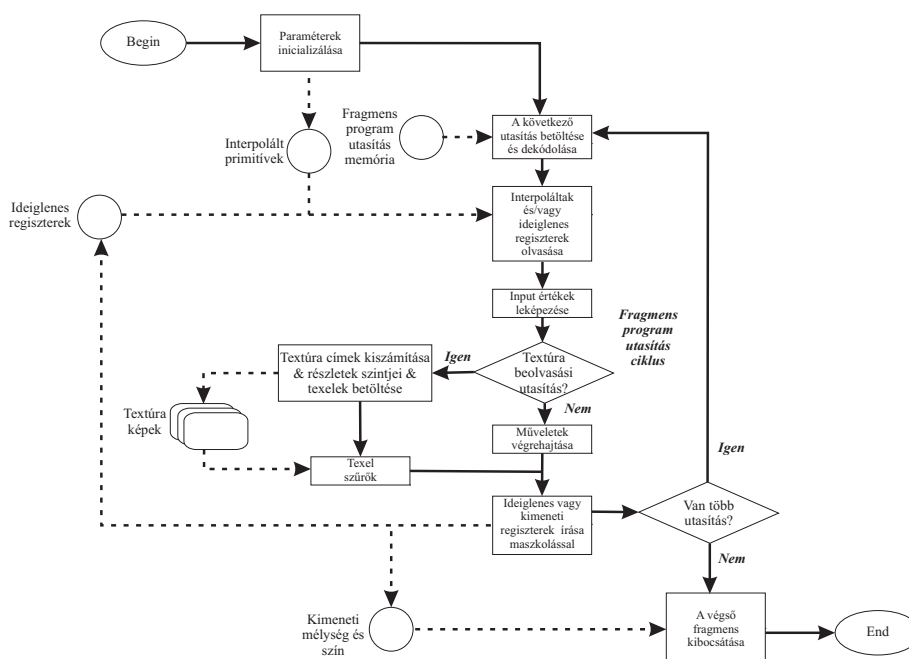 Begin
Paraméterek
inicializálása
Fragmens
program
utasítás
memória
A következő
utasítás betöltése
és dekódolása
Interpolált
primitívek
Ideiglenes
regiszterek
Interpoláltak
és/vagy
ideiglenes
regiszterek
olvasása
Input értékek
leképezése
Fragmens
program
utasítás
ciklus
Textúra címek kiszámítása
& részletek szintjei &
texelek betöltése
Igen
Textúra
beolvasási
utasítás?
Nem
Textúra
képek
Műveletek
végrehajtása
Igen
Texel
szűrők
Ideiglenes vagy
kimeneti
regiszterek írása
maszkolással
Van több
utasítás?
Nem
Kimeneti
mélység és
szín
A végső
fragmens
kibocsátása
End